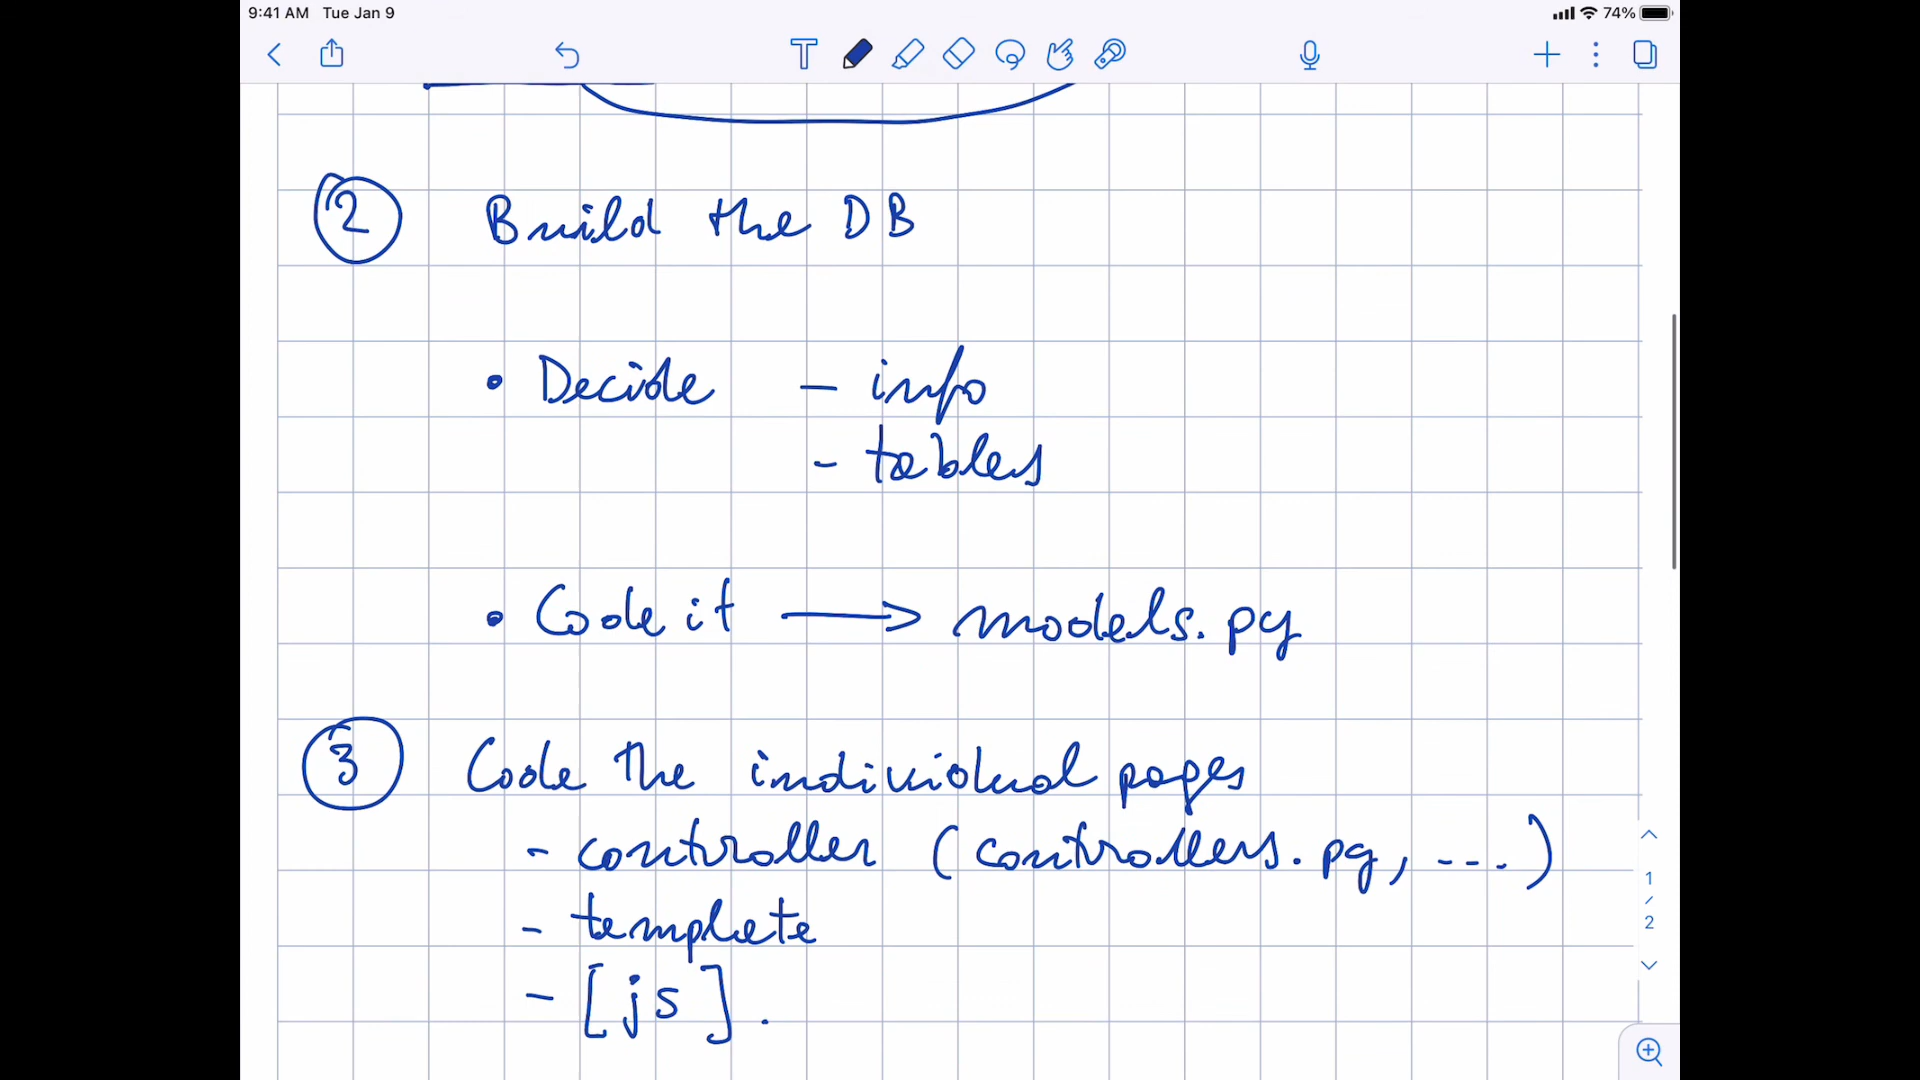 9:41 AM Tue Jan 9
74%
2 Build the DB
• Decide - info
- tables
• Code it → models.py
3 Code the individual pages
- controller (controllers.py, ...)
- template
- [js].
1
/
2